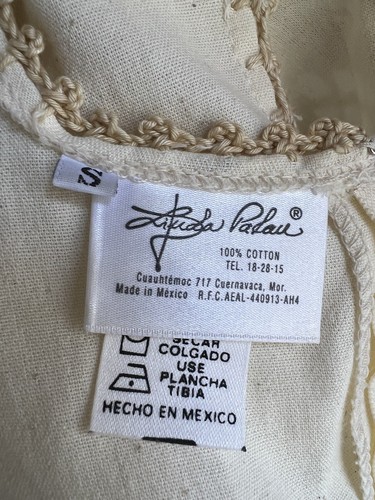 S
Ligusta Palau®
100% COTTON
TEL. 18-28-15
Cuauhtémoc 717 Cuernavaca, Mor.
Made in México R.F.C.AEAL-440913-AH4
SECAR
COLGADO
USE
PLANCHA
TIBIA
HECHO EN MEXICO